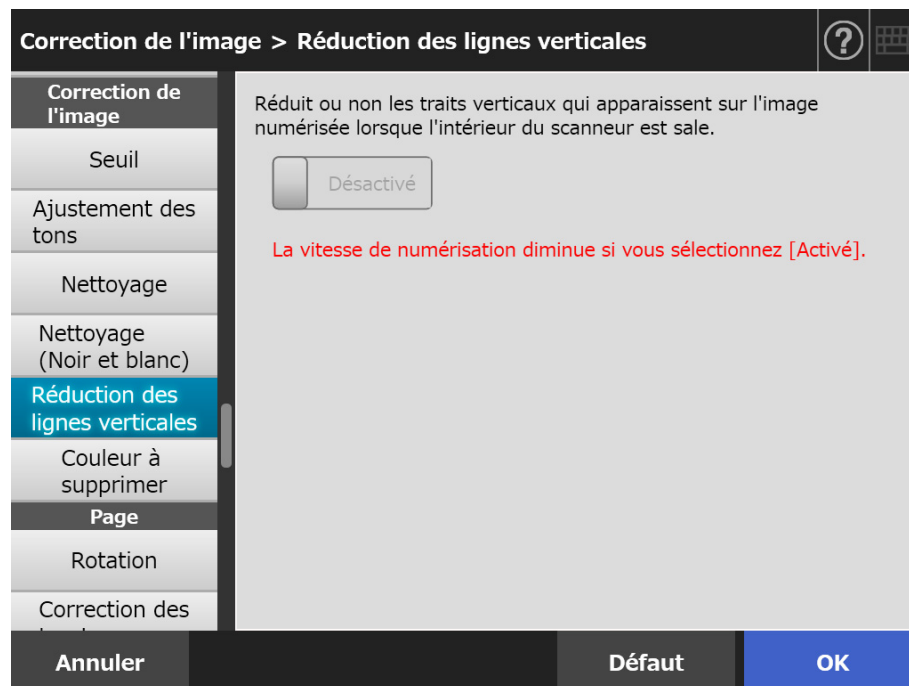 Correction de l'image > Réduction des lignes verticales
?
Correction de
l'image
Seuil
Ajustement des
tons
Nettoyage
Nettoyage
(Noir et blanc)
Réduction des
lignes verticales
Couleur à
supprimer
Page
Rotation
Correction des
Réduit ou non les traits verticaux qui apparaissent sur l'image
numérisée lorsque l'intérieur du scanneur est sale.
Désactivé
La vitesse de numérisation diminue si vous sélectionnez [Activé].
Annuler
Défaut
OK